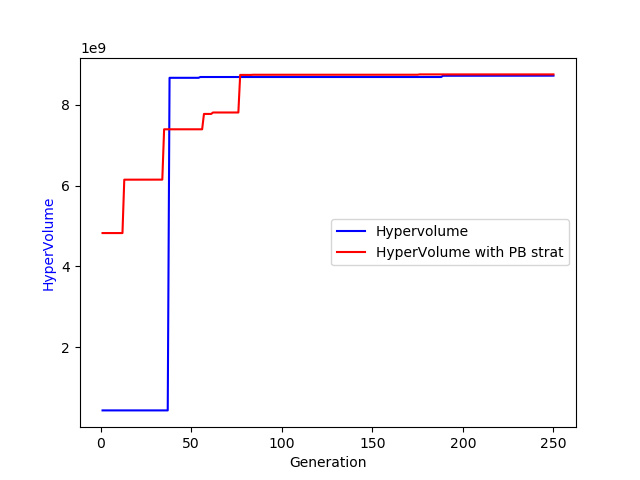 1e9
8
6
4
2
HyperVolume
Hypervolume
HyperVolume with PB strat
0 50 100 150 200 250
Generation